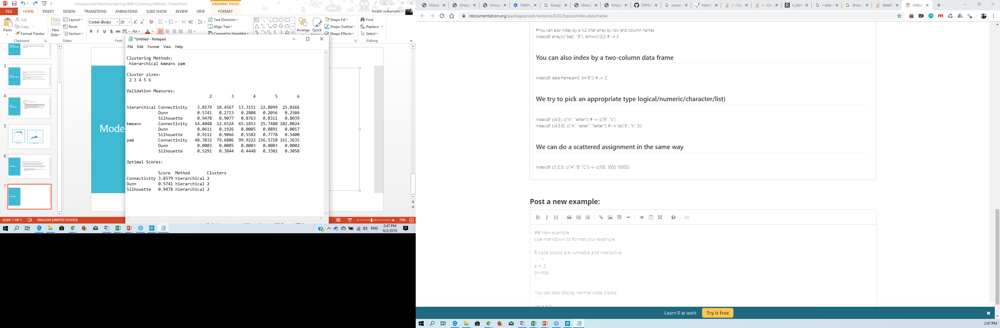 Unsupervised Machine learning With Clustering Method - PowerPoint
DRAWING TOOLS
FILE HOME INSERT DESIGN TRANSITIONS ANIMATIONS SLIDE SHOW REVIEW VIEW FORMAT
ferdeh zulkarnain
Paste
Cut
Copy
Format Painter
Clipboard
New
Slide
Layout
Reset
Section
Slides
Corbel (Body) 20
B I U S abc AV Aa A
Font
Text Direction
Align Text
Convert to SmartArt
Arrange
Quick
Shape Fill
Shape Outline
Shape Effects
Find
Replace
Select
Editing
3
4
5
6
7
Mode
*Untitled - Notepad
File Edit Format View Help
Clustering Methods:
hierarchical kmeans pam
Cluster sizes:
2 3 4 5 6
Validation Measures:
2 3 4 5 6
hierarchical Connectivity 3.8579 10.4567 13.3151 22.8099 25.0266
Dunn 0.5741 0.2713 0.2808 0.2056 0.2504
Silhouette 0.9478 0.9077 0.8763 0.8311 0.8039
kmeans Connectivity 14.4048 12.6524 65.1853 25.7480 102.0024
Dunn 0.0611 0.1926 0.0005 0.0891 0.0017
Silhouette 0.9111 0.9066 0.5582 0.7778 0.5400
pam Connectivity 48.7032 79.6806 99.9222 156.5710 161.3635
Dunn 0.0003 0.0005 0.0003 0.0003 0.0002
Silhouette 0.5291 0.3844 0.4448 0.3302 0.3058
Optimal Scores:
Score Method Clusters
Connectivity 3.8579 hierarchical 2
Dunn 0.5741 hierarchical 2
Silhouette 0.9478 hierarchical 2
SLIDE 7 OF 7 ENGLISH (UNITED STATES)
75%
ENG
2:47 PM
9/2/2019
Unsup Unsup Unsup Setting Google Unsup Unsup GitHub count How to r - Cou r - Cou n_dist r selec show datafr index.
rdocumentation.org/packages/vadr/versions/0.01/topics/index.data.frame
#You can also index by a 1x2 char array by row and column names
index(df, array(c("baz", "B"), dim=c(1,2))) # -> 2
You can also index by a two-column data frame
index(df, data.frame(a=3, b="B")) # -> 2
We try to pick an appropriate type logical/numeric/character/list)
index(df, c(4,5), c("A", "letter")) # -> c("6", "k")
index(df, c(4,5,6), c("A", "letter", "lletter")) # -> list("6", "k", 5))
We can do a scattered assignment in the same way
index(df, c(1,2,3), c("A","B","C")) <- c(100, 1000, 10000)
Post a new example:
B I H
## New example
Use markdown to format your example
R code blocks are runnable and interactive:
```r
a <- 2
print(a)
```
You can also display normal code blocks
```
var a = b
Learn R at work Try it free
2:47 PM